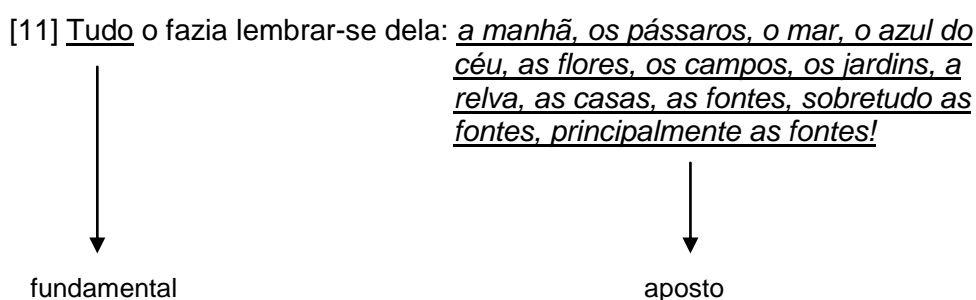 [11] Tudo o fazia lembrar-se dela: a manhã, os pássaros, o mar, o azul do
céu, as flores, os campos, os jardins, a
relva, as casas, as fontes, sobretudo as
fontes, principalmente as fontes!
fundamental aposto